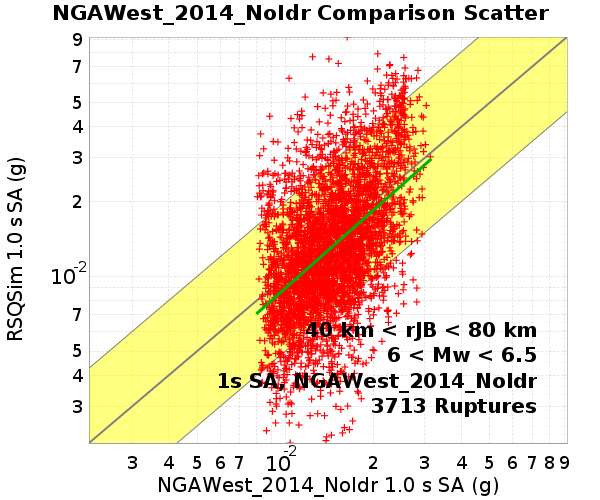 NGAWest_2014_NoIdr Comparison Scatter
9
7
5
4
3
2
10-2
7
5
4
3
RSQSim 1.0 s SA (g)
40 km < rJB < 80 km
6 < Mw < 6.5
1s SA, NGAWest_2014_NoIdr
3713 Ruptures
3 4 5 6 7 10-2 2 3 4 5 6 7 8 9
NGAWest_2014_NoIdr 1.0 s SA (g)